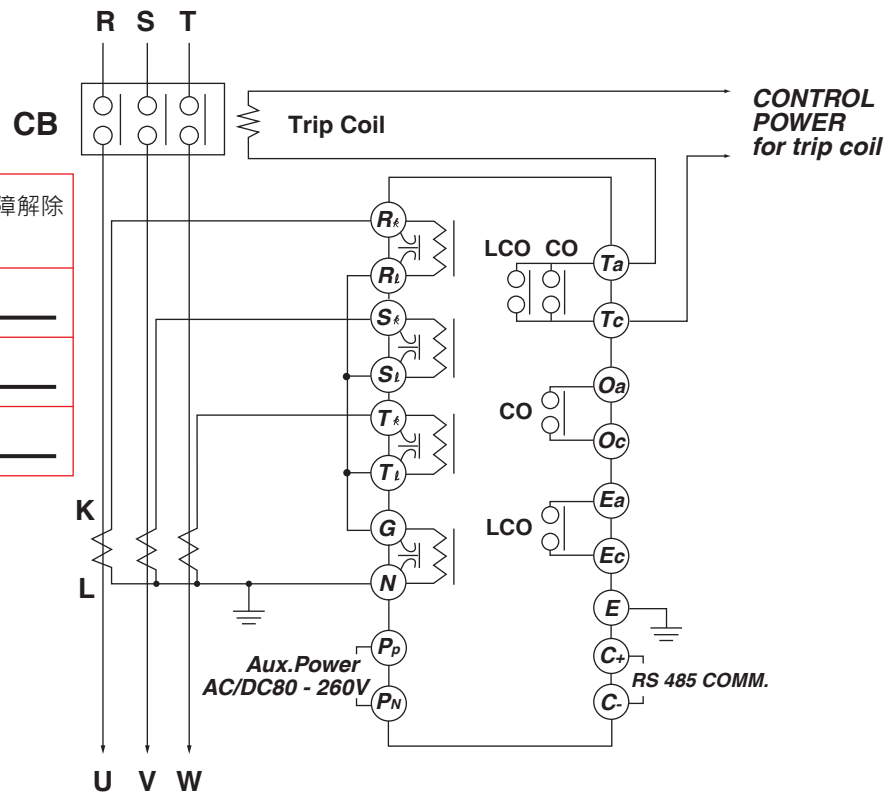 R S T
CB
Trip Coil
CONTROL
POWER
for trip coil
障解除
Rk
Rℓ
Sk
Sℓ
Tk
Tℓ
G
N
PP
PN
LCO CO
Ta
Tc
CO
Oa
Oc
LCO
Ea
Ec
E
C+
C-
K
L
Aux.Power
AC/DC80 - 260V
RS 485 COMM.
U V W